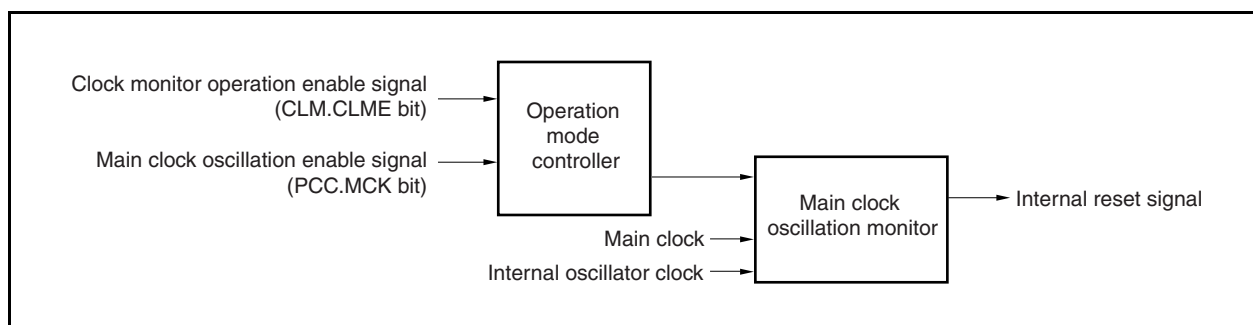 Clock monitor operation enable signal
(CLM.CLME bit)
Main clock oscillation enable signal
(PCC.MCK bit)
Operation
mode
controller
Main clock
Internal oscillator clock
Main clock
oscillation monitor
Internal reset signal